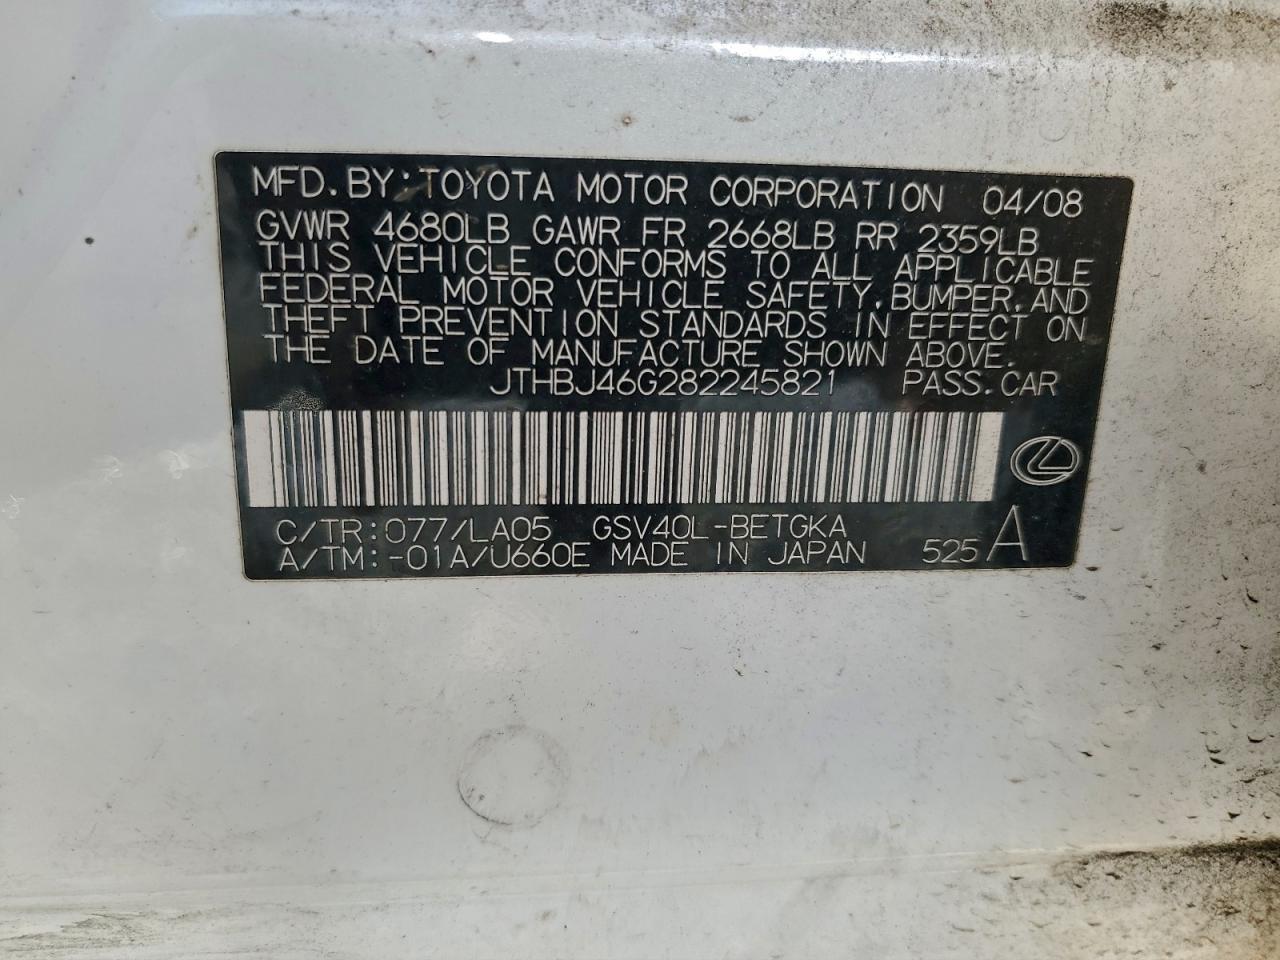 MFD.BY:TOYOTA MOTOR CORPORATION 04/08
GVWR 4680LB GAWR FR 2668LB RR 2359LB
THIS VEHICLE CONFORMS TO ALL APPLICABLE
FEDERAL MOTOR VEHICLE SAFETY,BUMPER,AND
THEFT PREVENTION STANDARDS IN EFFECT ON
THE DATE OF MANUFACTURE SHOWN ABOVE.
JTHBJ46G282245821 PASS.CAR
C/TR:077/LA05 GSV40L-BETGKA
A/TM:-01A/U660E MADE IN JAPAN 525 A